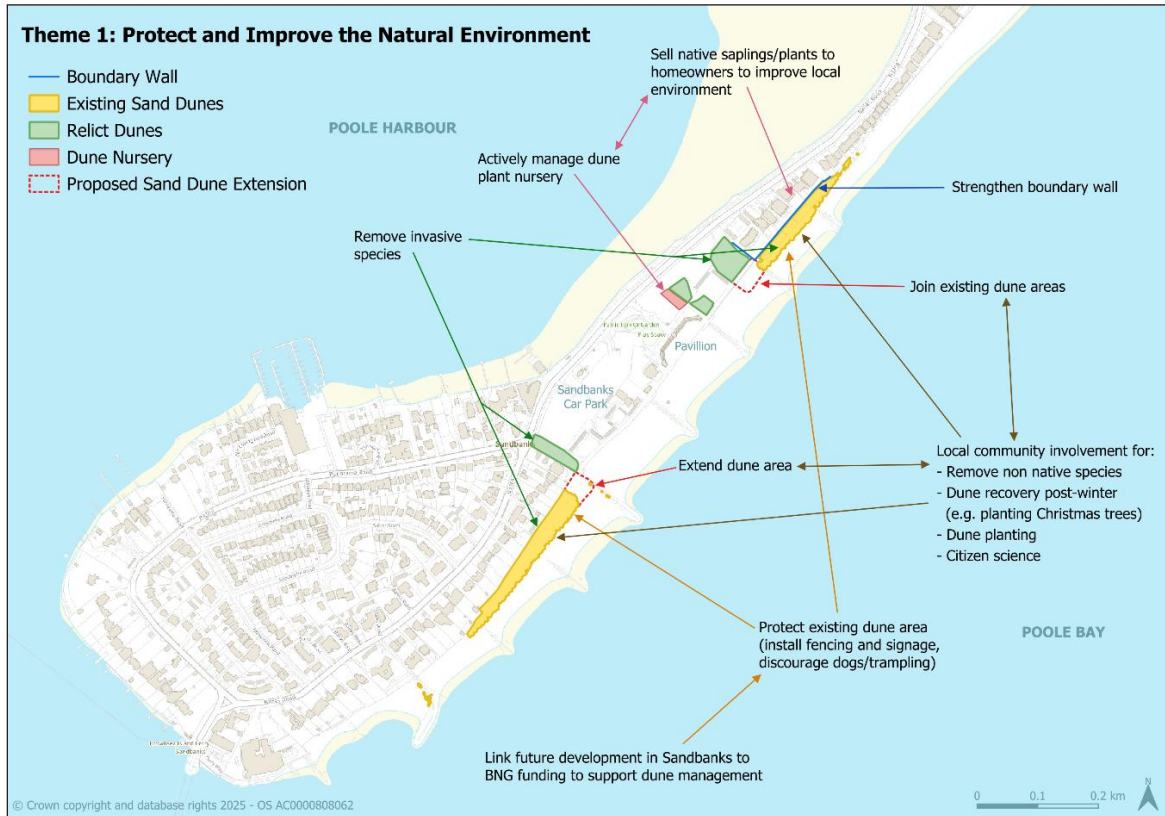 Theme 1: Protect and Improve the Natural Environment
Boundary Wall
Existing Sand Dunes
Relict Dunes
Dune Nursery
Proposed Sand Dune Extension
POOLE HARBOUR
Sell native saplings/plants to
homeowners to improve local
environment
Actively manage dune
plant nursery
Strengthen boundary wall
Remove invasive
species
Join existing dune areas
Pavillion
Sandbanks
Car Park
Sandbanks
Extend dune area
Local community involvement for:
- Remove non native species
- Dune recovery post-winter
(e.g. planting Christmas trees)
- Dune planting
- Citizen science
Protect existing dune area
(install fencing and signage,
discourage dogs/trampling)
POOLE BAY
Link future development in Sandbanks to
BNG funding to support dune management
Sandbanks
© Crown copyright and database rights 2025 - OS AC0000808062
0 0.1 0.2 km
N